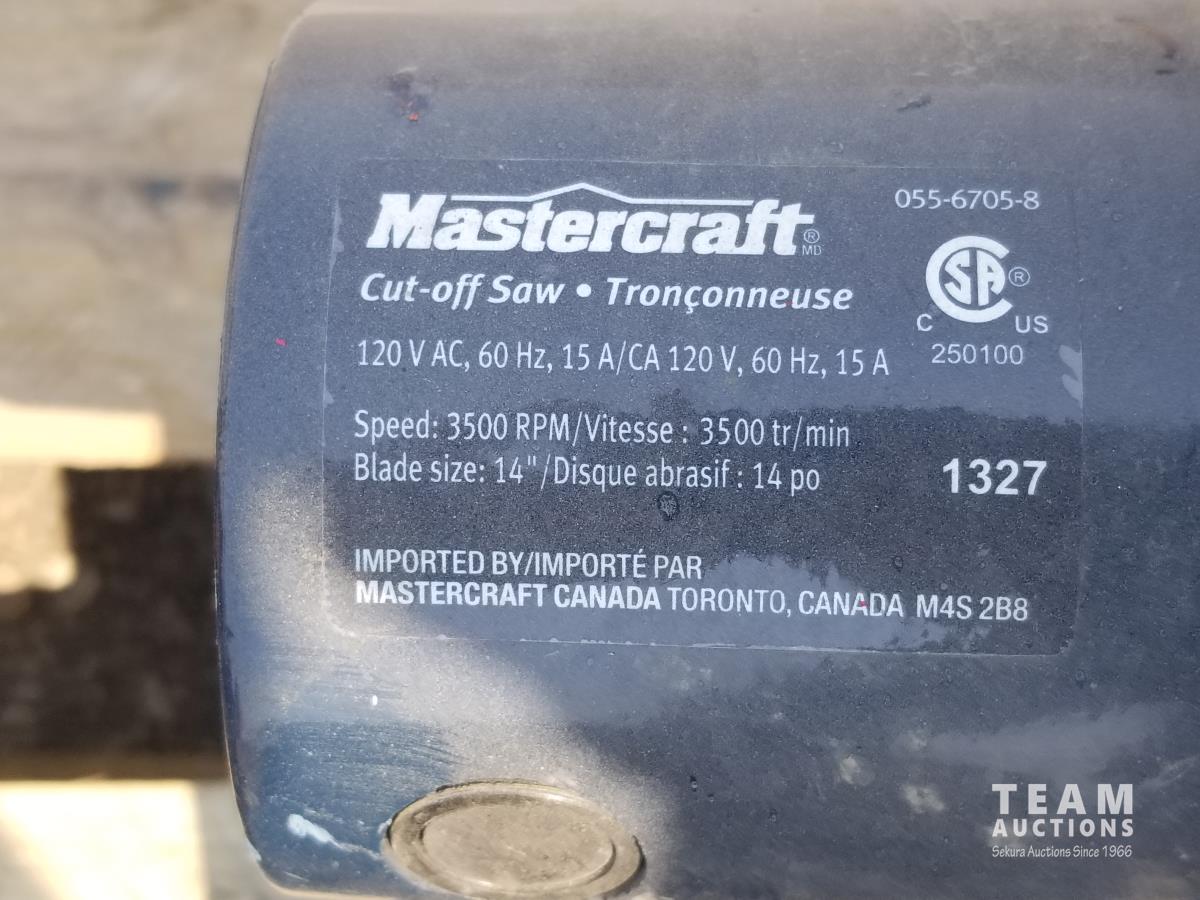 Mastercraft® MD
055-6705-8
Cut-off Saw • Tronçonneuse
CSA ®
C US
250100
120 V AC, 60 Hz, 15 A/CA 120 V, 60 Hz, 15 A
Speed: 3500 RPM/Vitesse : 3500 tr/min
Blade size: 14"/Disque abrasif : 14 po
1327
IMPORTED BY/IMPORTÉ PAR
MASTERCRAFT CANADA TORONTO, CANADA M4S 2B8
TEAM
AUCTIONS
Sekura Auctions Since 1966